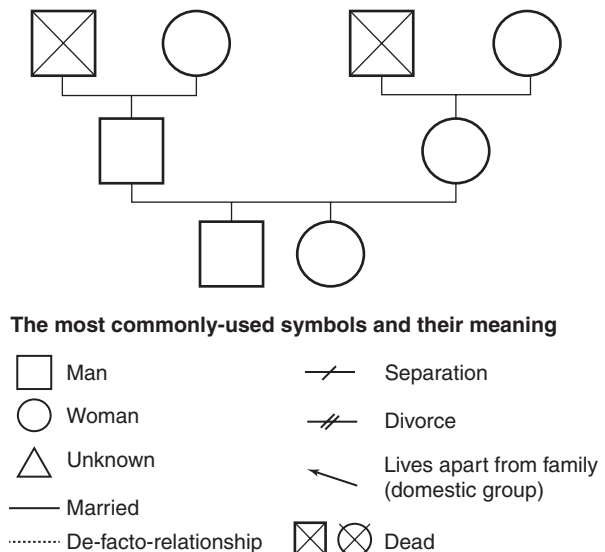 The most commonly-used symbols and their meaning
Man
Woman
Unknown
Married
De-facto-relationship
Separation
Divorce
Lives apart from family
(domestic group)
Dead